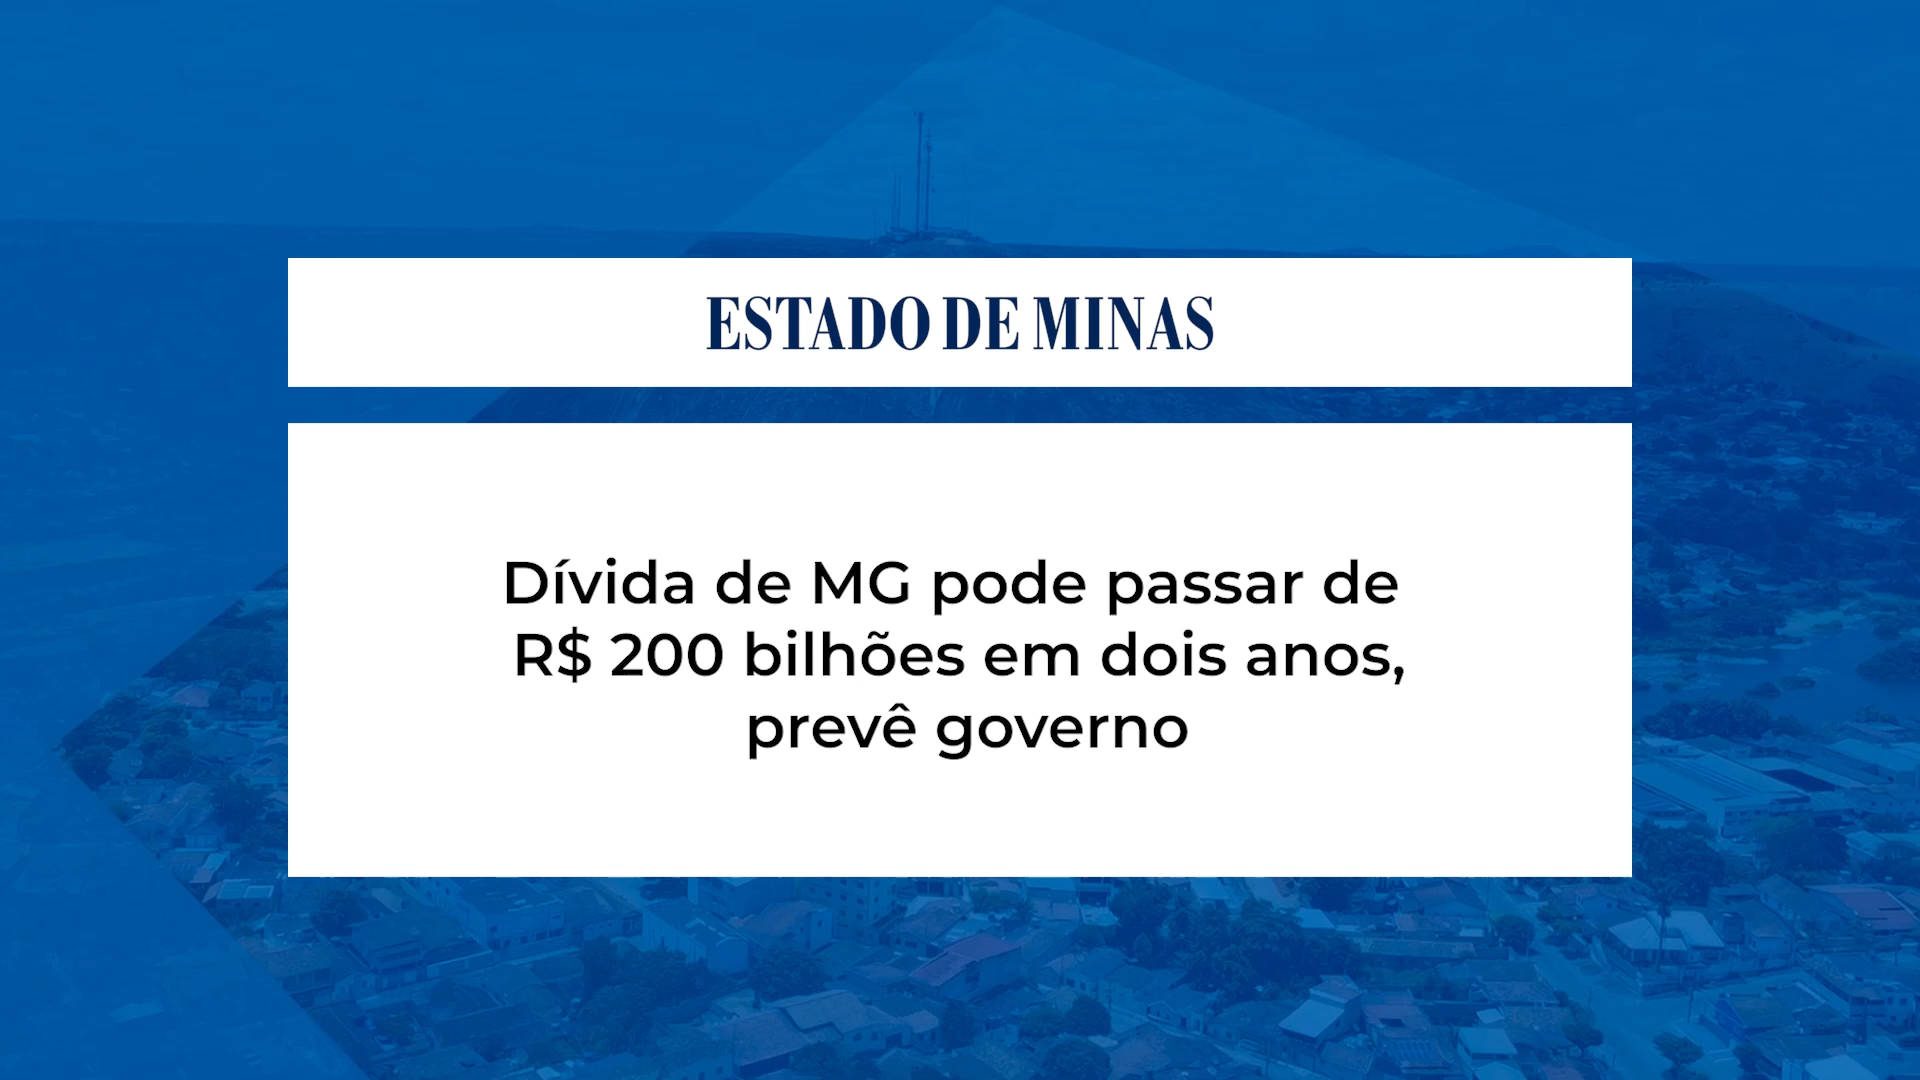 ESTADO DE MINAS
Dívida de MG pode passar de
R$ 200 bilhões em dois anos,
prevê governo